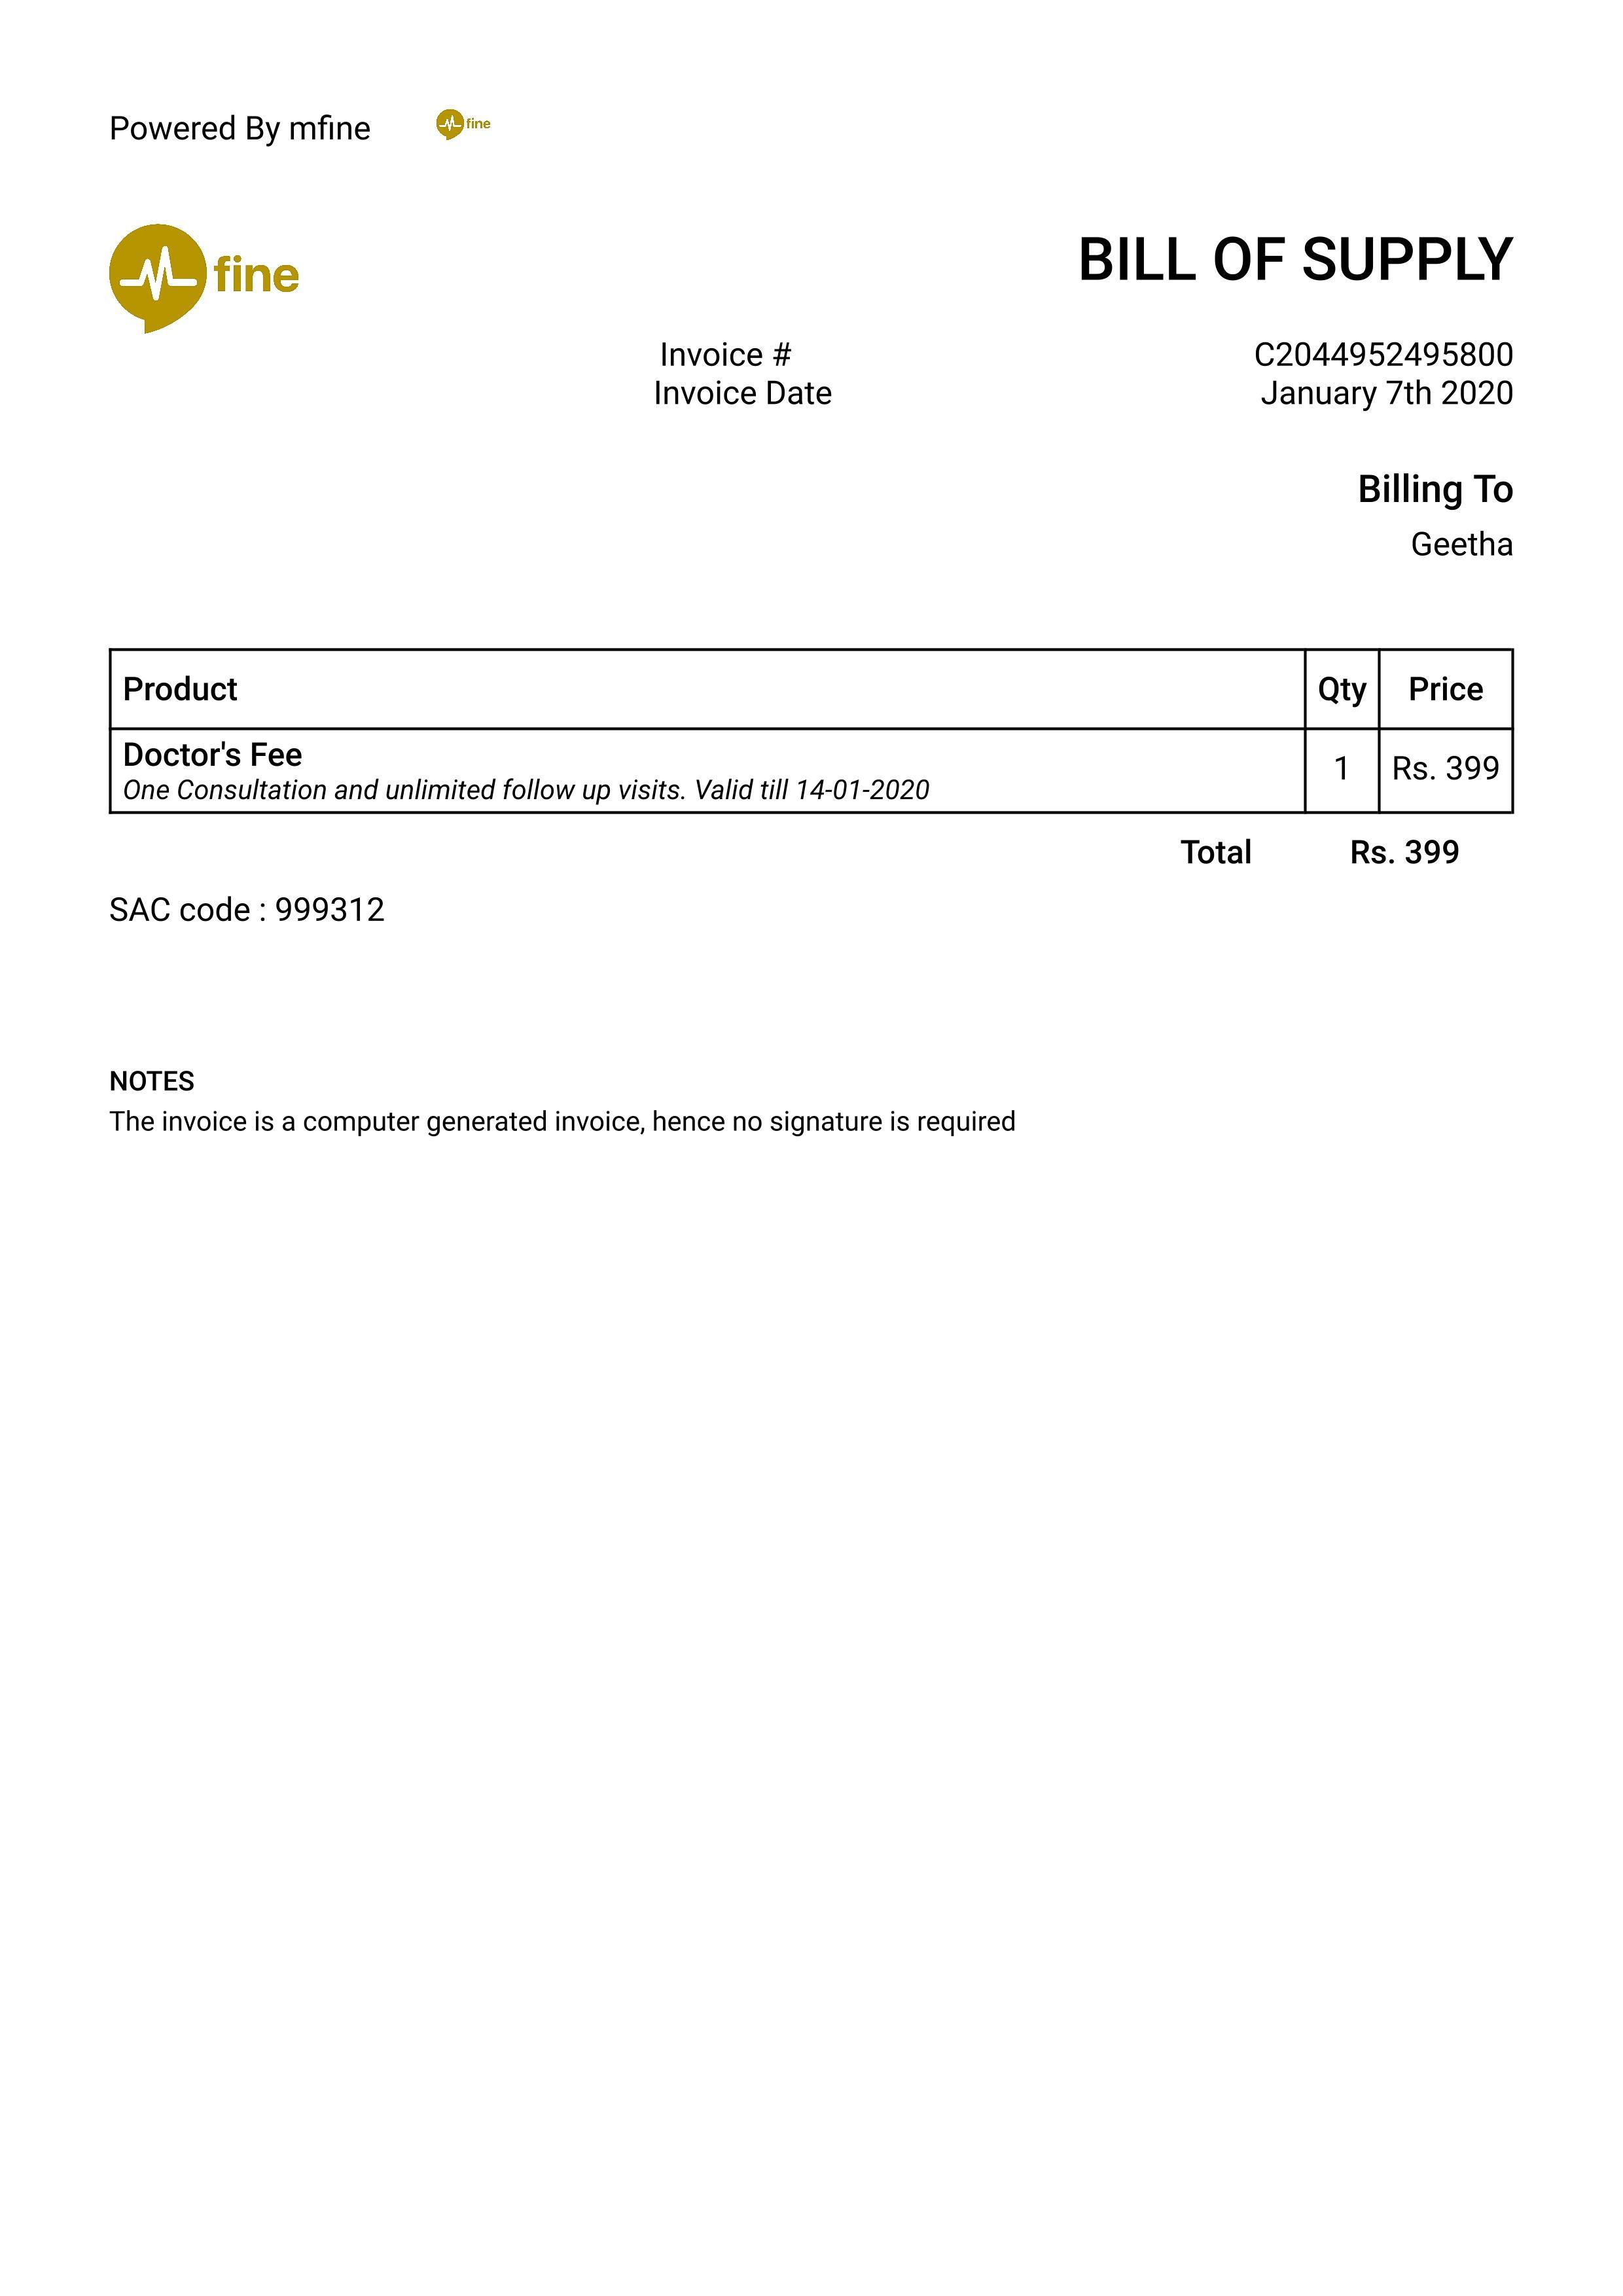 Powered By mfine fine
fine
BILL OF SUPPLY
Invoice # C2044952495800
Invoice Date January 7th 2020
Billing To
Geetha
Product Qty Price
Doctor's Fee
One Consultation and unlimited follow up visits. Valid till 14-01-2020
1 Rs. 399
Total Rs. 399
SAC code : 999312
NOTES
The invoice is a computer generated invoice, hence no signature is required